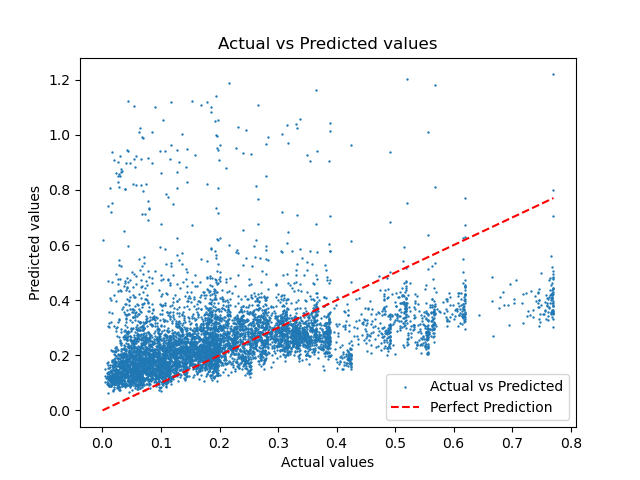 Actual vs Predicted values
1.2
1.0
0.8
0.6
0.4
0.2
0.0
Predicted values
Actual vs Predicted
Perfect Prediction
0.0 0.1 0.2 0.3 0.4 0.5 0.6 0.7 0.8
Actual values